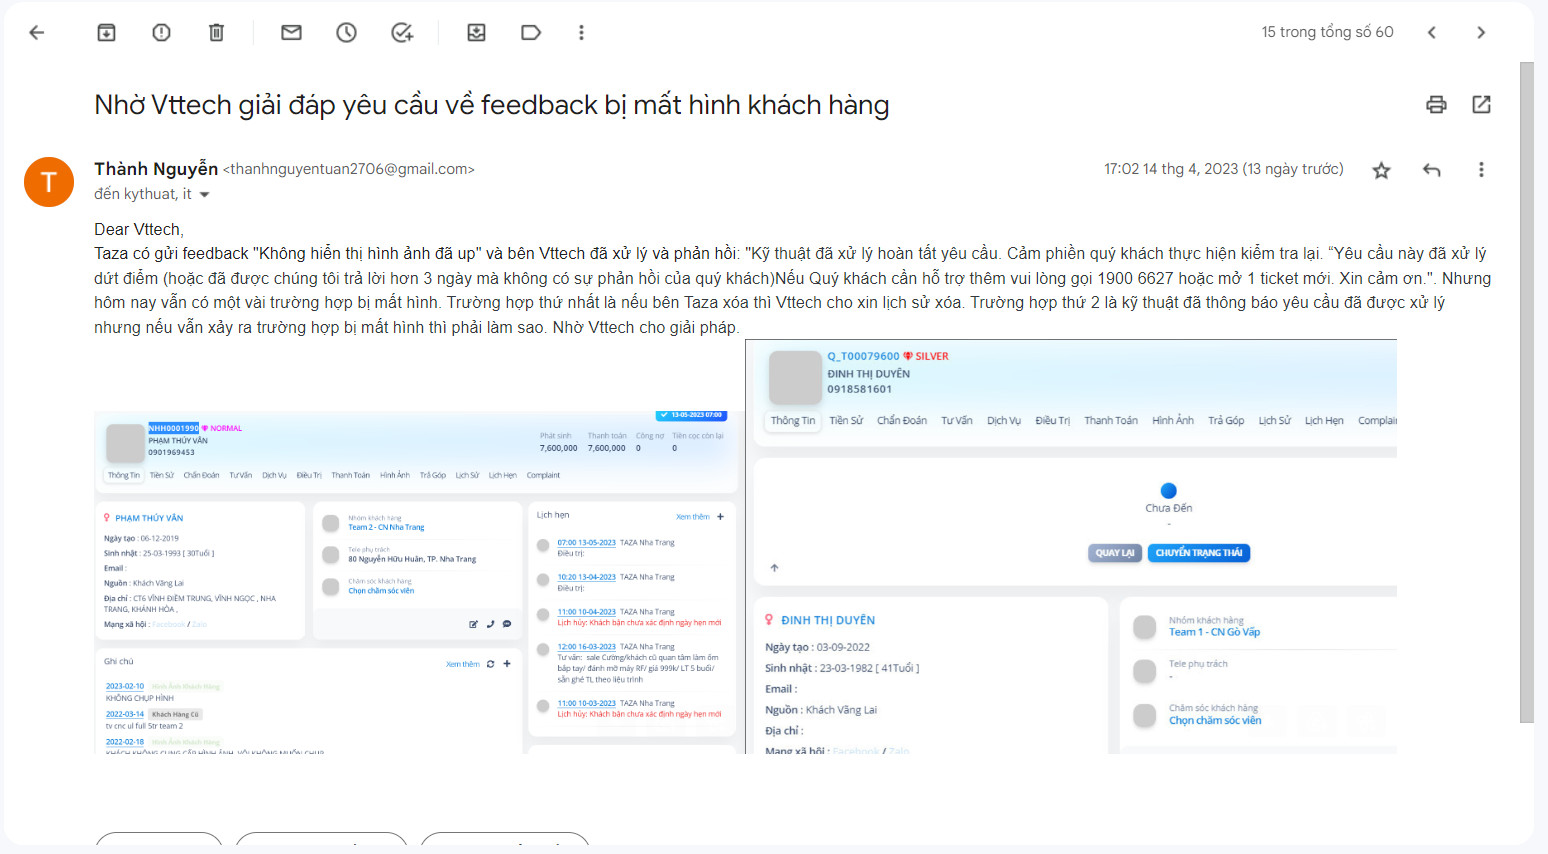 15 trong tổng số 60
Nhờ Vttech giải đáp yêu cầu về feedback bị mất hình khách hàng
T
Thành Nguyễn <thanhnguyentuan2706@gmail.com>
17:02 14 thg 4, 2023 (13 ngày trước)
đến kythuat, it
Dear Vttech,
Taza có gửi feedback "Không hiển thị hình ảnh đã up" và bên Vttech đã xử lý và phản hồi: "Kỹ thuật đã xử lý hoàn tất yêu cầu. Cảm phiền quý khách thực hiện kiểm tra lại. “Yêu cầu này đã xử lý
dứt điểm (hoặc đã được chúng tôi trả lời hơn 3 ngày mà không có sự phản hồi của quý khách)Nếu Quý khách cần hỗ trợ thêm vui lòng gọi 1900 6627 hoặc mở 1 ticket mới. Xin cảm ơn.". Nhưng
hôm nay vẫn có một vài trường hợp bị mất hình. Trường hợp thứ nhất là nếu bên Taza xóa thì Vttech cho xin lịch sử xóa. Trường hợp thứ 2 là kỹ thuật đã thông báo yêu cầu đã được xử lý
nhưng nếu vẫn xảy ra trường hợp bị mất hình thì phải làm sao. Nhờ Vttech cho giải pháp.
13-05-2023 07:00
NHH0001990 NORMAL
PHẠM THÚY VÂN
0901969453
Phát sinh Thanh toán Công nợ Tiền cọc còn lại
7,600,000 7,600,000 0 0
Thông Tin Tiền Sử Chẩn Đoán Tư Vấn Dịch Vụ Điều Trị Thanh Toán Hình Ảnh Trả Góp Lịch Sử Lịch Hẹn Complaint
PHẠM THÚY VÂN
Ngày tạo : 06-12-2019
Sinh nhật : 25-03-1993 [ 30Tuổi ]
Email :
Nguồn : Khách Vãng Lai
Địa chỉ : CT6 VĨNH ĐIỀM TRUNG, VĨNH NGỌC , NHA
TRANG, KHÁNH HÒA ,
Mạng xã hội : Facebook / Zalo
Nhóm khách hàng
Team 2 - CN Nha Trang
Tele phụ trách
80 Nguyễn Hữu Huân, TP. Nha Trang
Chăm sóc khách hàng
Chọn chăm sóc viên
Ghi chú
Xem thêm
2023-02-10 Hình Ảnh Khách Hàng
KHÔNG CHỤP HÌNH
2022-03-14 Khách Hàng Cũ
tv cnc ul full 5tr team 2
2022-02-18 Hình Ảnh Khách Hàng
KHÁCH KHÔNG CUNG CẤP HÌNH ẢNH, VỚI KHÔNG MUỐN CHỤP
Lịch hẹn
Xem thêm
07:00 13-05-2023 TAZA Nha Trang
Điều trị:
10:20 13-04-2023 TAZA Nha Trang
Điều trị:
11:00 10-04-2023 TAZA Nha Trang
Lịch hủy: Khách bận chưa xác định ngày hẹn mới
12:00 16-03-2023 TAZA Nha Trang
Tư vấn: sale Cường/khách cũ quan tâm làm ốm
bắp tay/ đánh mỡ máy RF/ giá 999k/ LT 5 buổi/
sẵn ghé TL theo liệu trình
11:00 10-03-2023 TAZA Nha Trang
Lịch hủy: Khách bận chưa xác định ngày hẹn mới
Q_T00079600 SILVER
ĐINH THỊ DUYÊN
0918581601
Thông Tin Tiền Sử Chẩn Đoán Tư Vấn Dịch Vụ Điều Trị Thanh Toán Hình Ảnh Trả Góp Lịch Sử Lịch Hẹn Complai
Chưa Đến
-
QUAY LẠI CHUYỂN TRẠNG THÁI
ĐINH THỊ DUYÊN
Ngày tạo : 03-09-2022
Sinh nhật : 23-03-1982 [ 41Tuổi ]
Email :
Nguồn : Khách Vãng Lai
Địa chỉ :
Mạng xã hội : Facebook / Zalo
Nhóm khách hàng
Team 1 - CN Gò Vấp
Tele phụ trách
-
Chăm sóc khách hàng
Chọn chăm sóc viên